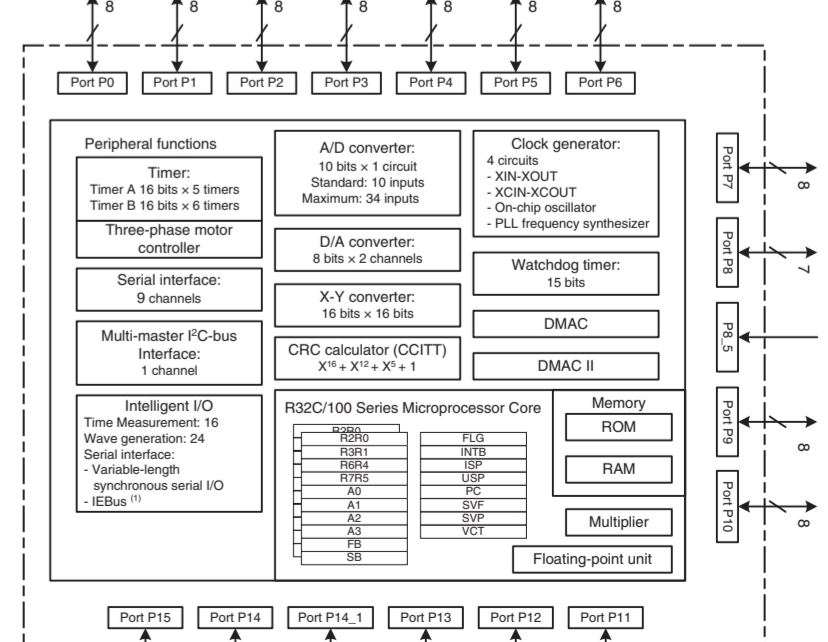 8 8 8 8 8 8 8
Port P0 Port P1 Port P2 Port P3 Port P4 Port P5 Port P6
Peripheral functions
Timer:
Timer A 16 bits × 5 timers
Timer B 16 bits × 6 timers
Three-phase motor
controller
Serial interface:
9 channels
Multi-master I²C-bus
Interface:
1 channel
Intelligent I/O
Time Measurement: 16
Wave generation: 24
Serial interface:
- Variable-length
synchronous serial I/O
- IEBus (1)
A/D converter:
10 bits × 1 circuit
Standard: 10 inputs
Maximum: 34 inputs
D/A converter:
8 bits × 2 channels
X-Y converter:
16 bits × 16 bits
CRC calculator (CCITT)
X¹⁶ + X¹² + X⁵ + 1
Clock generator:
4 circuits
- XIN-XOUT
- XCIN-XCOUT
- On-chip oscillator
- PLL frequency synthesizer
Watchdog timer:
15 bits
DMAC
DMAC II
R32C/100 Series Microprocessor Core
R2R0
R2R0
R3R1
R6R4
R7R5
A0
A1
A2
A3
FB
SB
FLG
INTB
ISP
USP
PC
SVF
SVP
VCT
Memory
ROM
RAM
Multiplier
Floating-point unit
Port P7
8
Port P8
7
P8_5
Port P9
8
Port P10
8
Port P15 Port P14 Port P14_1 Port P13 Port P12 Port P11